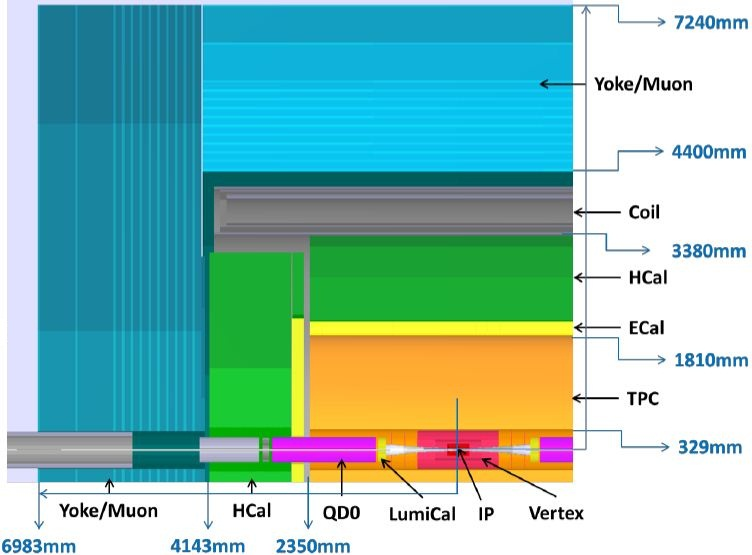 7240mm
Yoke/Muon
4400mm
Coil
3380mm
HCal
ECal
1810mm
TPC
329mm
Yoke/Muon
HCal
QD0
LumiCal
IP
Vertex
6983mm
4143mm
2350mm